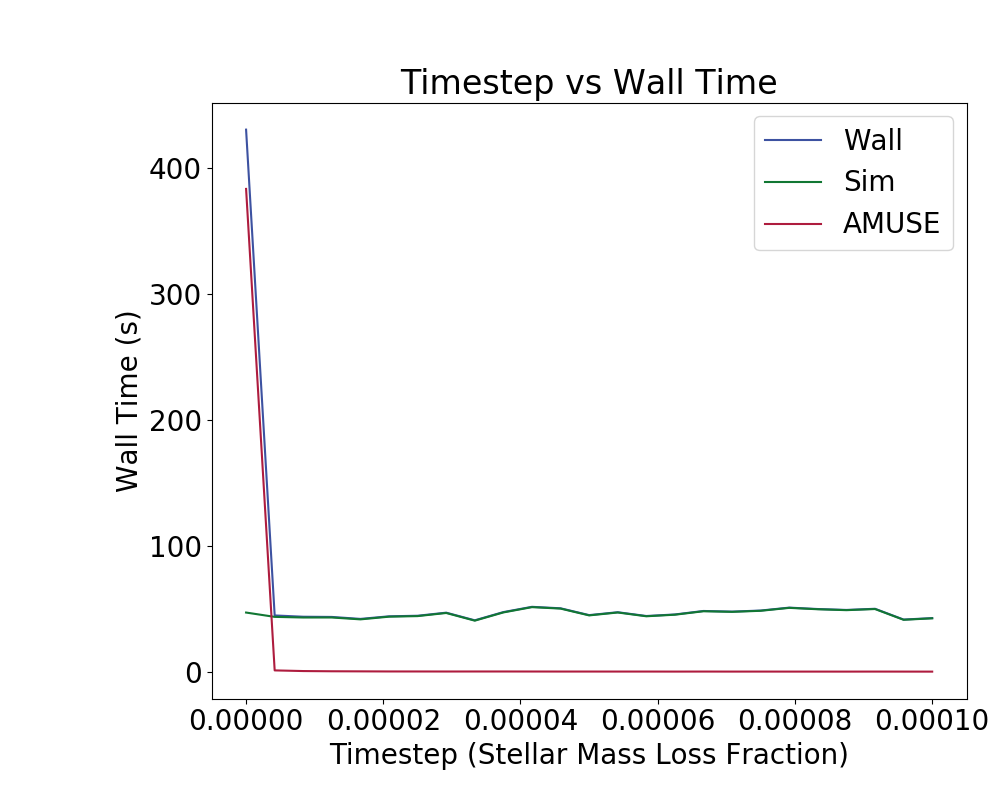 Timestep vs Wall Time
Wall
Sim
AMUSE
400
300
200
100
0
Wall Time (s)
0.00000 0.00002 0.00004 0.00006 0.00008 0.00010
Timestep (Stellar Mass Loss Fraction)